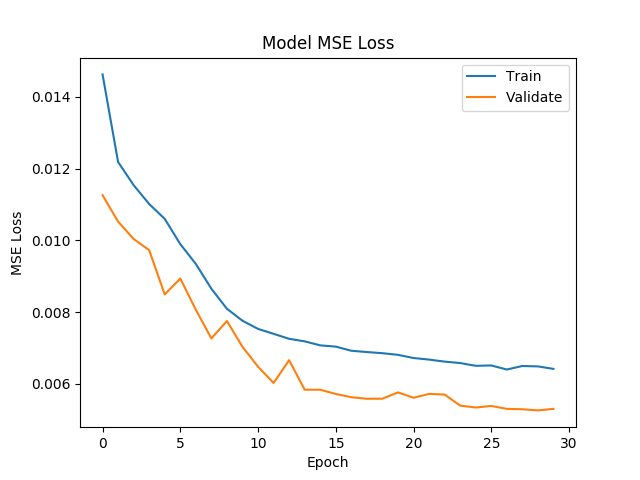 Model MSE Loss
Train
Validate
0.014
0.012
0.010
0.008
0.006
MSE Loss
0 5 10 15 20 25 30
Epoch